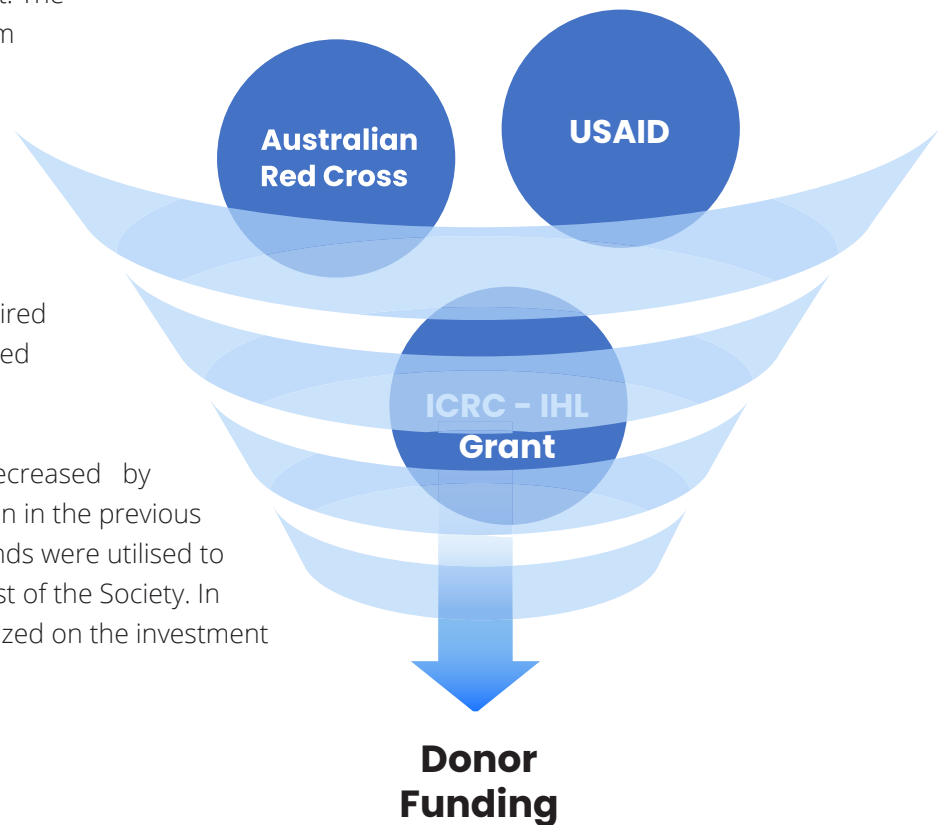 t. The
m
ired
ed
ecreased by
n in the previous
nds were utilised to
st of the Society. In
zed on the investment
Australian
Red Cross
USAID
ICRC - IHL
Grant
Donor
Funding